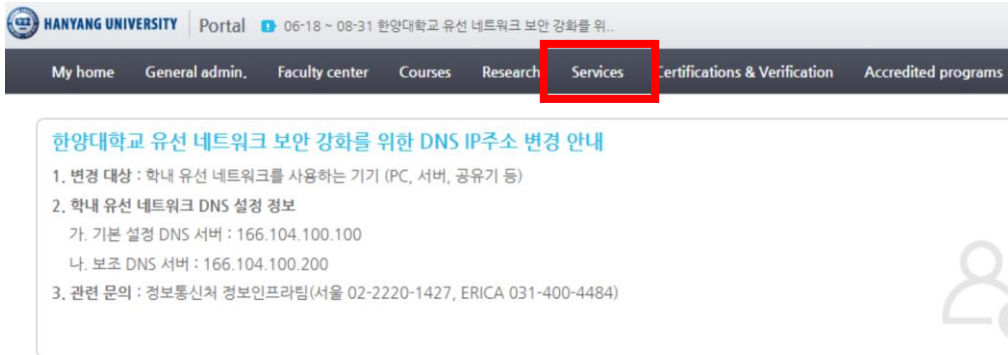 HANYANG UNIVERSITY Portal 06-18 ~ 08-31 한양대학교 유선 네트워크 보안 강화를 위..
My home General admin. Faculty center Courses Research Services Certifications & Verification Accredited programs
한양대학교 유선 네트워크 보안 강화를 위한 DNS IP주소 변경 안내
1. 변경 대상 : 학내 유선 네트워크를 사용하는 기기 (PC, 서버, 공유기 등)
2. 학내 유선 네트워크 DNS 설정 정보
가. 기본 설정 DNS 서버 : 166.104.100.100
나. 보조 DNS 서버 : 166.104.100.200
3. 관련 문의 : 정보통신처 정보인프라팀(서울 02-2220-1427, ERICA 031-400-4484)